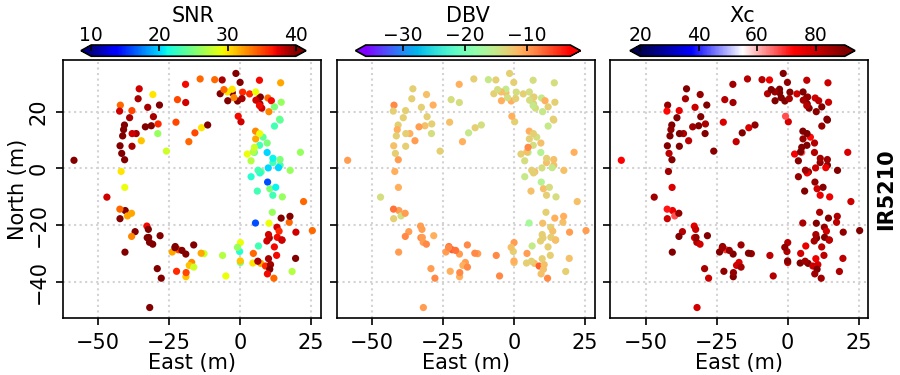 SNR DBV Xc
10 20 30 40 −30 −20 −10 20 40 60 80
North (m)
20
0
−20
−40
−50 −25 0 25 −50 −25 0 25 −50 −25 0 25
East (m) East (m) East (m)
IR5210